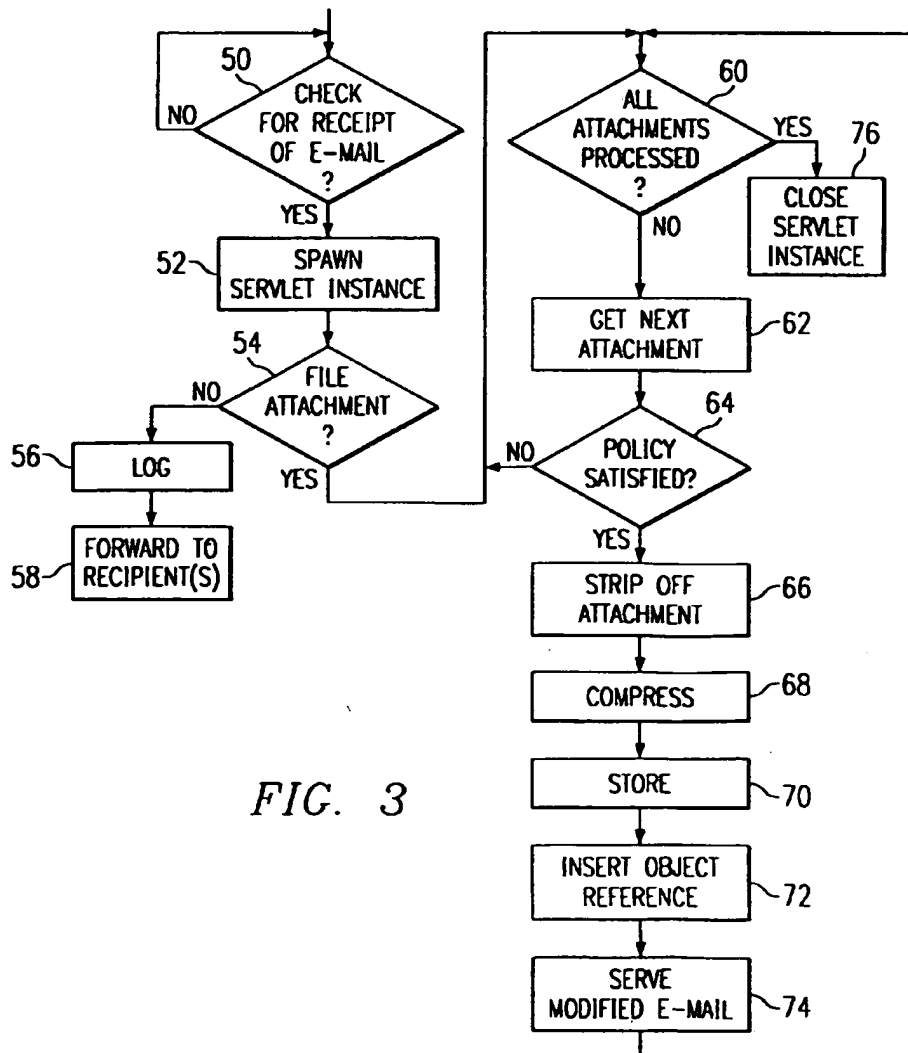 50
CHECK
FOR RECEIPT
OF E-MAIL
?
NO
YES
52
SPAWN
SERVLET INSTANCE
54
FILE
ATTACHMENT
?
NO
YES
56
LOG
58
FORWARD TO
RECIPIENT(S)
60
ALL
ATTACHMENTS
PROCESSED
?
YES
NO
76
CLOSE
SERVLET
INSTANCE
GET NEXT
ATTACHMENT
62
64
POLICY
SATISFIED?
NO
YES
STRIP OFF
ATTACHMENT
66
COMPRESS
68
STORE
70
INSERT OBJECT
REFERENCE
72
SERVE
MODIFIED E-MAIL
74
FIG. 3